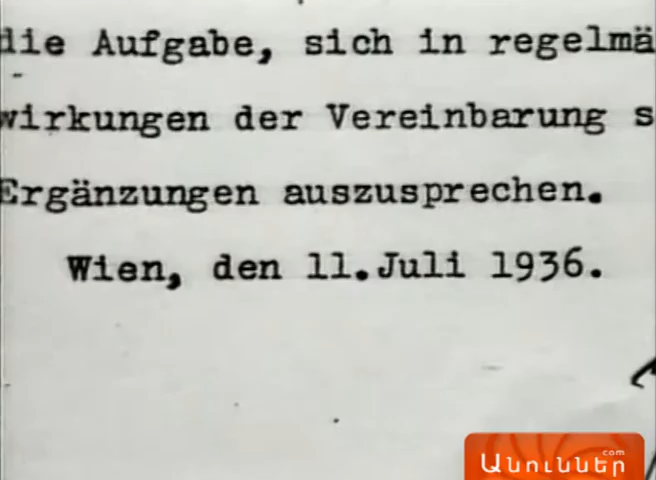 die Aufgabe, sich in regelmä
wirkungen der Vereinbarung s
Ergänzungen auszusprechen.
Wien, den 11.Juli 1936.
Անուններ.com